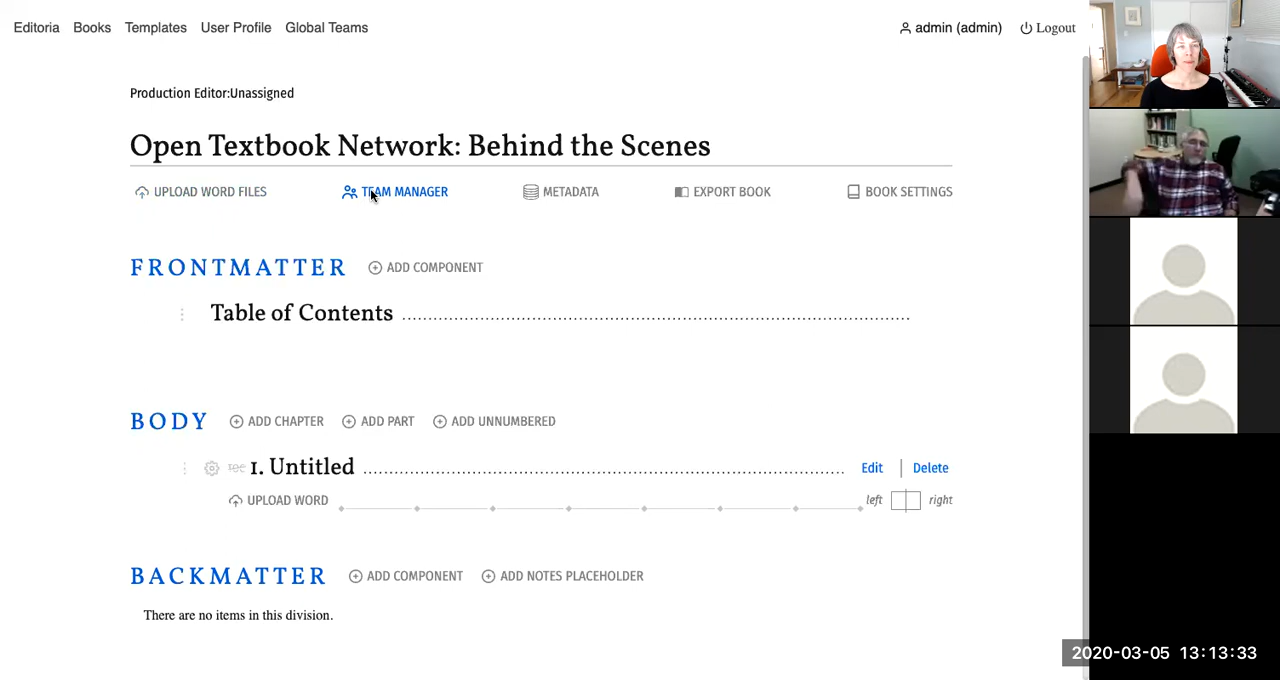 Editoria Books Templates User Profile Global Teams admin (admin) Logout
Production Editor:Unassigned
Open Textbook Network: Behind the Scenes
UPLOAD WORD FILES TEAM MANAGER METADATA EXPORT BOOK BOOK SETTINGS
FRONTMATTER ADD COMPONENT
Table of Contents
BODY ADD CHAPTER ADD PART ADD UNNUMBERED
TOC 1. Untitled Edit Delete
UPLOAD WORD left right
BACKMATTER ADD COMPONENT ADD NOTES PLACEHOLDER
There are no items in this division.
2020-03-05 13:13:33